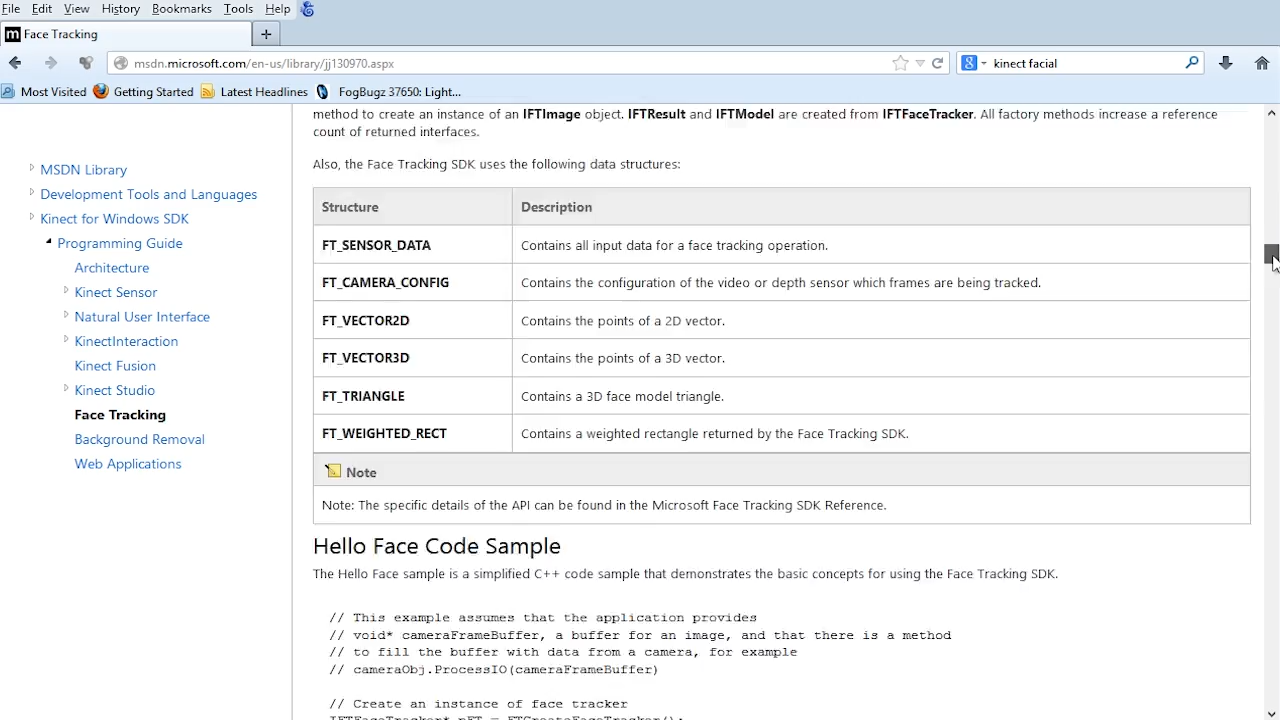 File Edit View History Bookmarks Tools Help
Face Tracking
msdn.microsoft.com/en-us/library/jj130970.aspx
kinect facial
Most Visited Getting Started Latest Headlines FogBugz 37650: Light...
MSDN Library
Development Tools and Languages
Kinect for Windows SDK
Programming Guide
Architecture
Kinect Sensor
Natural User Interface
KinectInteraction
Kinect Fusion
Kinect Studio
Face Tracking
Background Removal
Web Applications
method to create an instance of an IFTImage object. IFTResult and IFTModel are created from IFTFaceTracker. All factory methods increase a reference
count of returned interfaces.
Also, the Face Tracking SDK uses the following data structures:
Structure Description
FT_SENSOR_DATA Contains all input data for a face tracking operation.
FT_CAMERA_CONFIG Contains the configuration of the video or depth sensor which frames are being tracked.
FT_VECTOR2D Contains the points of a 2D vector.
FT_VECTOR3D Contains the points of a 3D vector.
FT_TRIANGLE Contains a 3D face model triangle.
FT_WEIGHTED_RECT Contains a weighted rectangle returned by the Face Tracking SDK.
Note
Note: The specific details of the API can be found in the Microsoft Face Tracking SDK Reference.
Hello Face Code Sample
The Hello Face sample is a simplified C++ code sample that demonstrates the basic concepts for using the Face Tracking SDK.
// This example assumes that the application provides
// void* cameraFrameBuffer, a buffer for an image, and that there is a method
// to fill the buffer with data from a camera, for example
// cameraObj.ProcessIO(cameraFrameBuffer)
// Create an instance of face tracker
IFTFaceTracker* pFT = FTCreateFaceTracker();